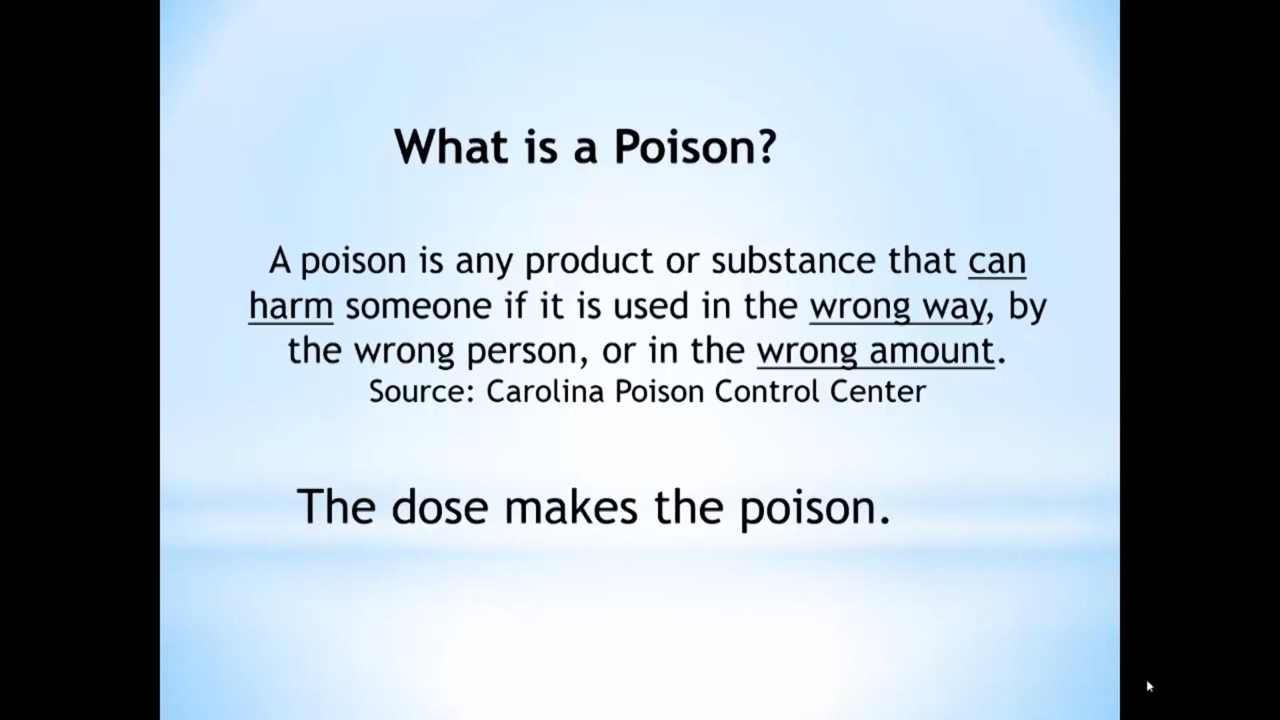 What is a Poison?
A poison is any product or substance that can
harm someone if it is used in the wrong way, by
the wrong person, or in the wrong amount.
Source: Carolina Poison Control Center
The dose makes the poison.